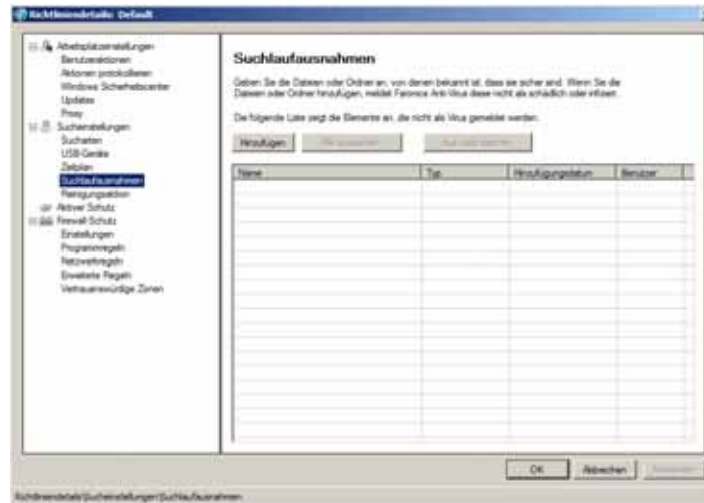 Richtliniendetails: Default
Arbeitsplatzeinstellungen
Benutzeraktionen
Aktionen protokollieren
Windows Sicherheitscenter
Updates
Proxy
Sucheinstellungen
Sucharten
USB-Geräte
Zeitplan
Suchlaufausnahmen
Reinigungsaktion
Aktiver Schutz
Firewall-Schutz
Einstellungen
Programmregeln
Netzwerkregeln
Erweiterte Regeln
Vertrauenswürdige Zonen
Suchlaufausnahmen
Geben Sie die Dateien oder Ordner an, von denen bekannt ist, dass sie sicher sind. Wenn Sie die
Dateien oder Ordner hinzufügen, meldet Faronics Anti-Virus diese nicht als schädlich oder infiziert.
Die folgende Liste zeigt die Elemente an, die nicht als Virus gemeldet werden.
Hinzufügen
Name Typ Hinzufügungsdatum Benutzer
OK Abbrechen
Richtliniendetails\Sucheinstellungen\Suchlaufausnahmen